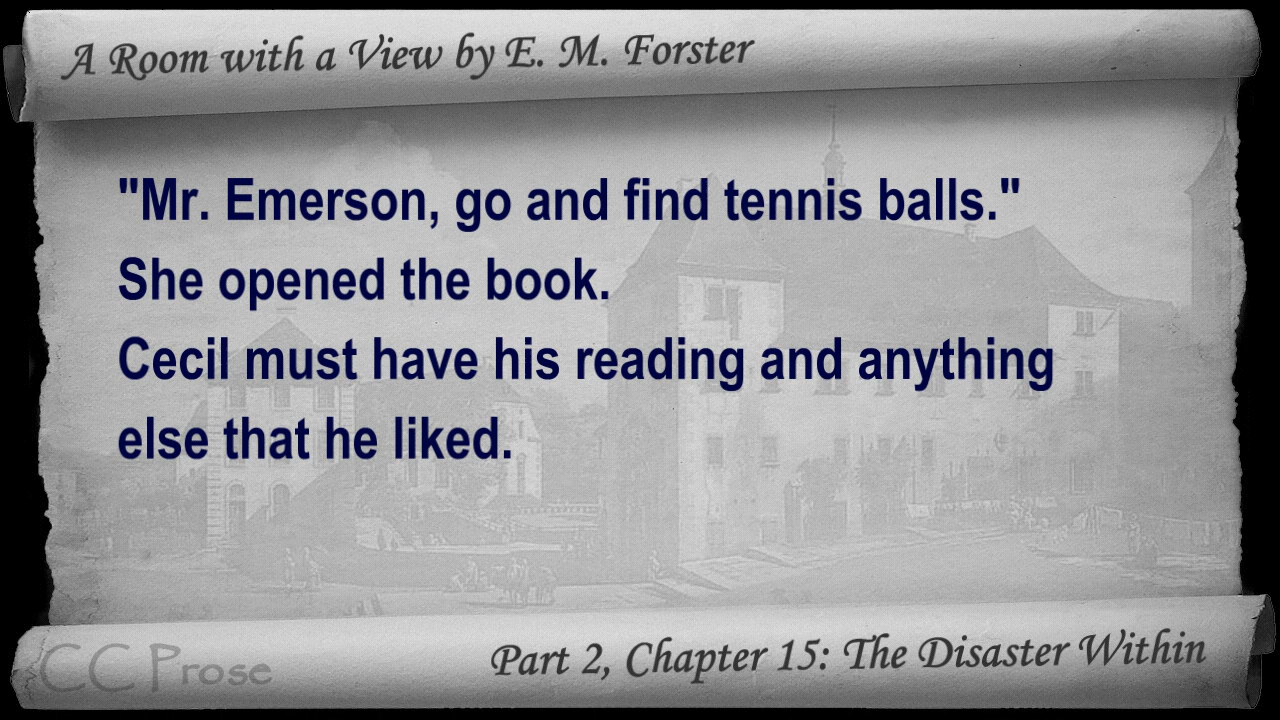 A Room with a View by E. M. Forster
"Mr. Emerson, go and find tennis balls."
She opened the book.
Cecil must have his reading and anything
else that he liked.
CC Prose
Part 2, Chapter 15: The Disaster Within